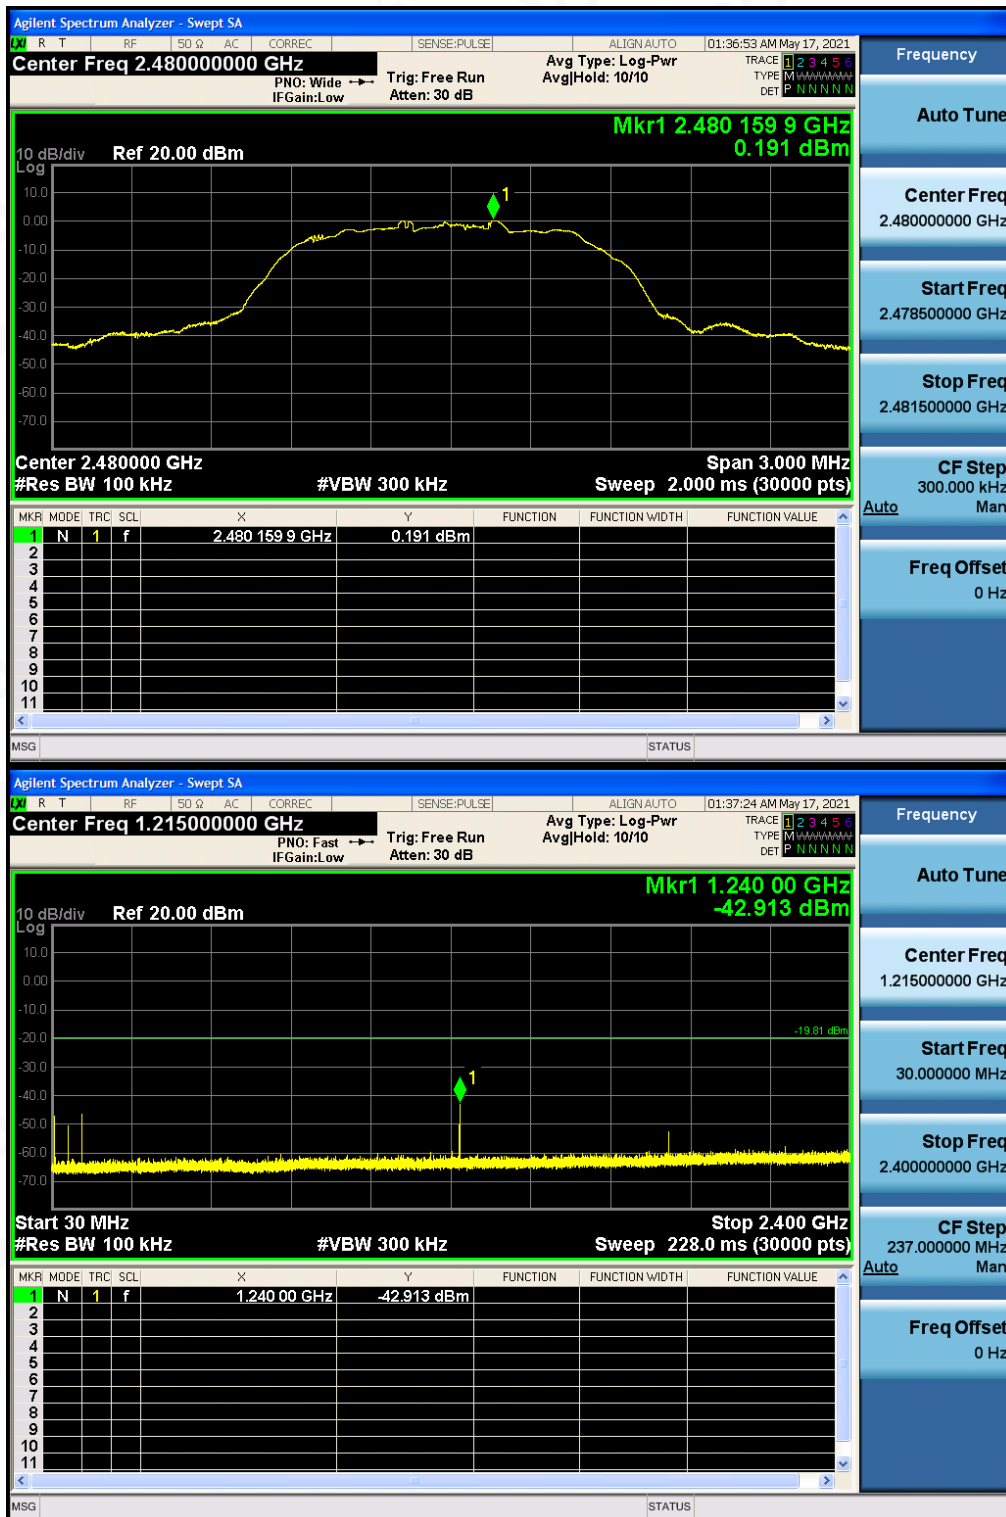 Agilent Spectrum Analyzer - Swept SA
LXI R T RF 50 Ω AC CORREC SENSE:PULSE ALIGN AUTO 01:36:53 AM May 17, 2021
Center Freq 2.480000000 GHz
PNO: Wide
IFGain:Low
Trig: Free Run
Atten: 30 dB
Avg Type: Log-Pwr
Avg|Hold: 10/10
TRACE 1 2 3 4 5 6
TYPE M WWWWW
DET P N N N N N
Mkr1 2.480 159 9 GHz
0.191 dBm
10 dB/div Ref 20.00 dBm
Log
10.0
0.00
-10.0
-20.0
-30.0
-40.0
-50.0
-60.0
-70.0
1
Center 2.480000 GHz Span 3.000 MHz
#Res BW 100 kHz #VBW 300 kHz Sweep 2.000 ms (30000 pts)
MKR MODE TRC SCL X Y FUNCTION FUNCTION WIDTH FUNCTION VALUE
1 N 1 f 2.480 159 9 GHz 0.191 dBm
2
3
4
5
6
7
8
9
10
11
MSG STATUS
Frequency
Auto Tune
Center Freq
2.480000000 GHz
Start Freq
2.478500000 GHz
Stop Freq
2.481500000 GHz
CF Step
300.000 kHz
Auto Man
Freq Offset
0 Hz
Agilent Spectrum Analyzer - Swept SA
LXI R T RF 50 Ω AC CORREC SENSE:PULSE ALIGN AUTO 01:37:24 AM May 17, 2021
Center Freq 1.215000000 GHz
PNO: Fast
IFGain:Low
Trig: Free Run
Atten: 30 dB
Avg Type: Log-Pwr
Avg|Hold: 10/10
TRACE 1 2 3 4 5 6
TYPE M WWWWW
DET P N N N N N
Mkr1 1.240 00 GHz
-42.913 dBm
10 dB/div Ref 20.00 dBm
Log
10.0
0.00
-10.0
-20.0
-30.0
-40.0
-50.0
-60.0
-70.0
-19.81 dBm
1
Start 30 MHz Stop 2.400 GHz
#Res BW 100 kHz #VBW 300 kHz Sweep 228.0 ms (30000 pts)
MKR MODE TRC SCL X Y FUNCTION FUNCTION WIDTH FUNCTION VALUE
1 N 1 f 1.240 00 GHz -42.913 dBm
2
3
4
5
6
7
8
9
10
11
MSG STATUS
Frequency
Auto Tune
Center Freq
1.215000000 GHz
Start Freq
30.000000 MHz
Stop Freq
2.400000000 GHz
CF Step
237.000000 MHz
Auto Man
Freq Offset
0 Hz